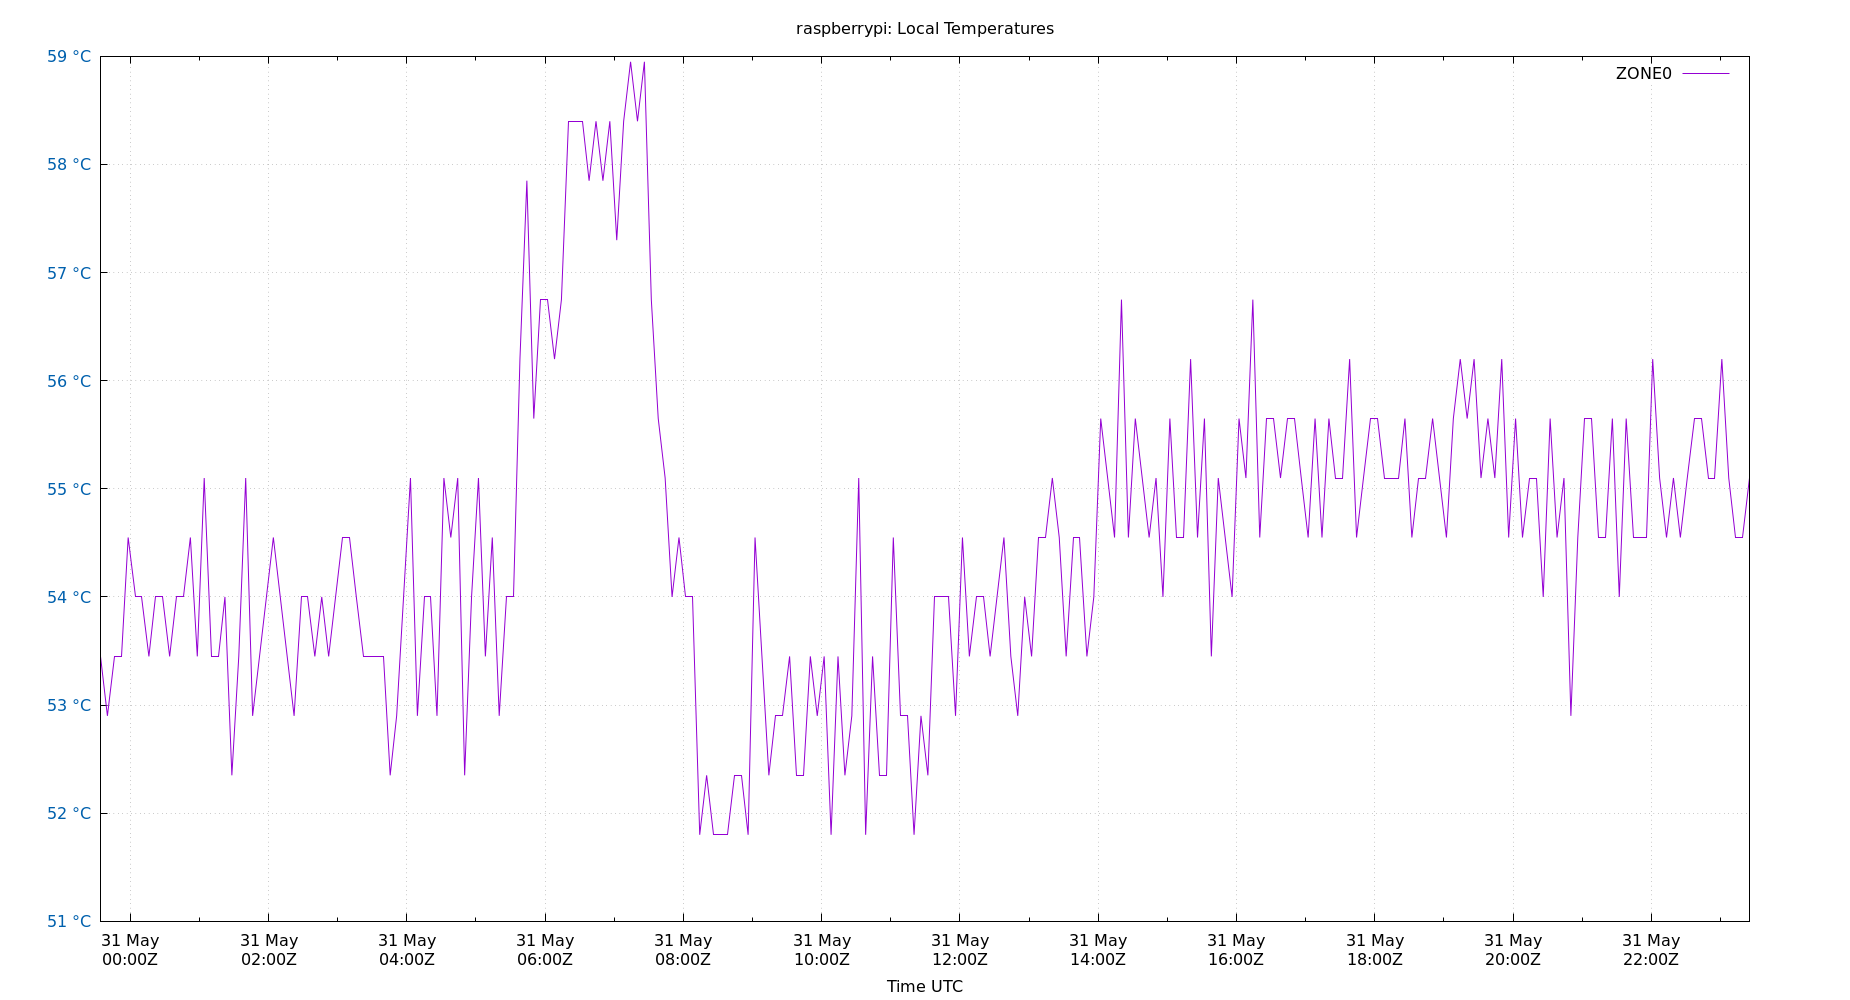 raspberrypi: Local Temperatures
ZONE0
59 °C
58 °C
57 °C
56 °C
55 °C
54 °C
53 °C
52 °C
51 °C
31 May 31 May 31 May 31 May 31 May 31 May 31 May 31 May 31 May 31 May 31 May 31 May
00:00Z 02:00Z 04:00Z 06:00Z 08:00Z 10:00Z 12:00Z 14:00Z 16:00Z 18:00Z 20:00Z 22:00Z
Time UTC